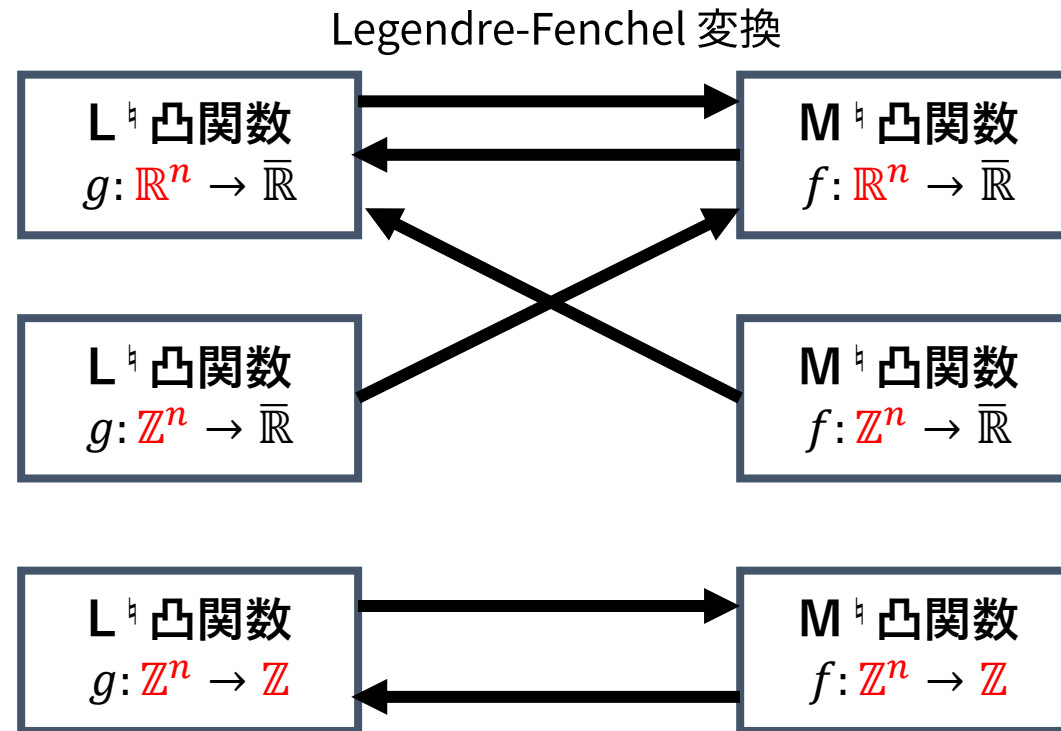 Legendre-Fenchel 変換
L♮凸関数
g: ℝⁿ → ℝ̅
M♮凸関数
f: ℝⁿ → ℝ̅
L♮凸関数
g: ℤⁿ → ℝ̅
M♮凸関数
f: ℤⁿ → ℝ̅
L♮凸関数
g: ℤⁿ → ℤ
M♮凸関数
f: ℤⁿ → ℤ